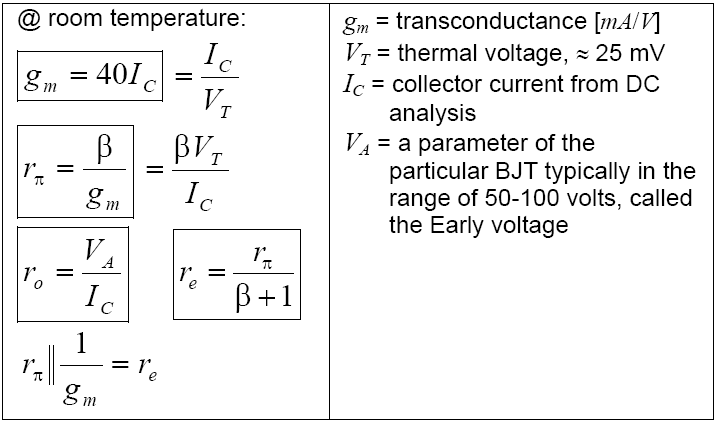 @ room temperature:
g_m = 40I_C = I_C / V_T
r_π = β / g_m = βV_T / I_C
r_o = V_A / I_C
r_e = r_π / β + 1
r_π || 1 / g_m = r_e
g_m = transconductance [mA/V]
V_T = thermal voltage, ≈ 25 mV
I_C = collector current from DC
analysis
V_A = a parameter of the
particular BJT typically in the
range of 50-100 volts, called
the Early voltage